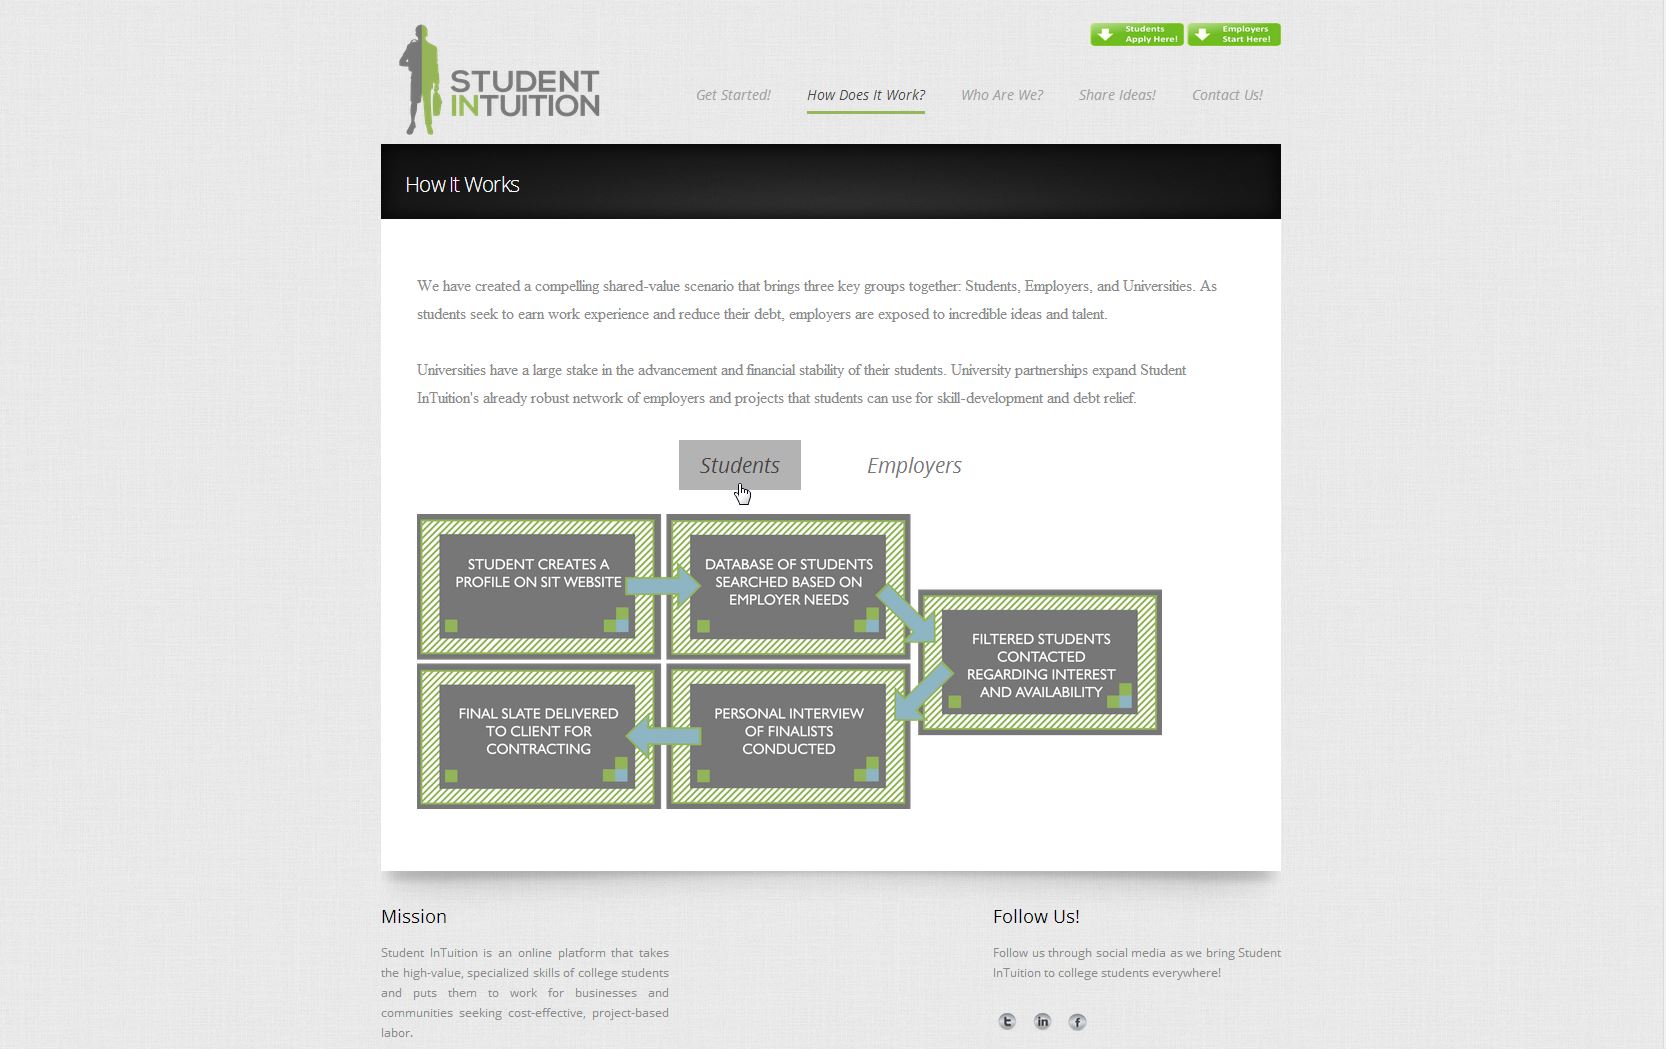 Students
Apply Here!
Employers
Start Here!
STUDENT
INTUITION
Get Started!
How Does It Work?
Who Are We?
Share Ideas!
Contact Us!
How It Works
We have created a compelling shared-value scenario that brings three key groups together: Students, Employers, and Universities. As
students seek to earn work experience and reduce their debt, employers are exposed to incredible ideas and talent.
Universities have a large stake in the advancement and financial stability of their students. University partnerships expand Student
InTuition's already robust network of employers and projects that students can use for skill-development and debt relief.
Students
Employers
STUDENT CREATES A
PROFILE ON SIT WEBSITE
DATABASE OF STUDENTS
SEARCHED BASED ON
EMPLOYER NEEDS
FILTERED STUDENTS
CONTACTED
REGARDING INTEREST
AND AVAILABILITY
PERSONAL INTERVIEW
OF FINALISTS
CONDUCTED
FINAL SLATE DELIVERED
TO CLIENT FOR
CONTRACTING
Mission
Student InTuition is an online platform that takes
the high-value, specialized skills of college students
and puts them to work for businesses and
communities seeking cost-effective, project-based
labor.
Follow Us!
Follow us through social media as we bring Student
InTuition to college students everywhere!
t
in
f